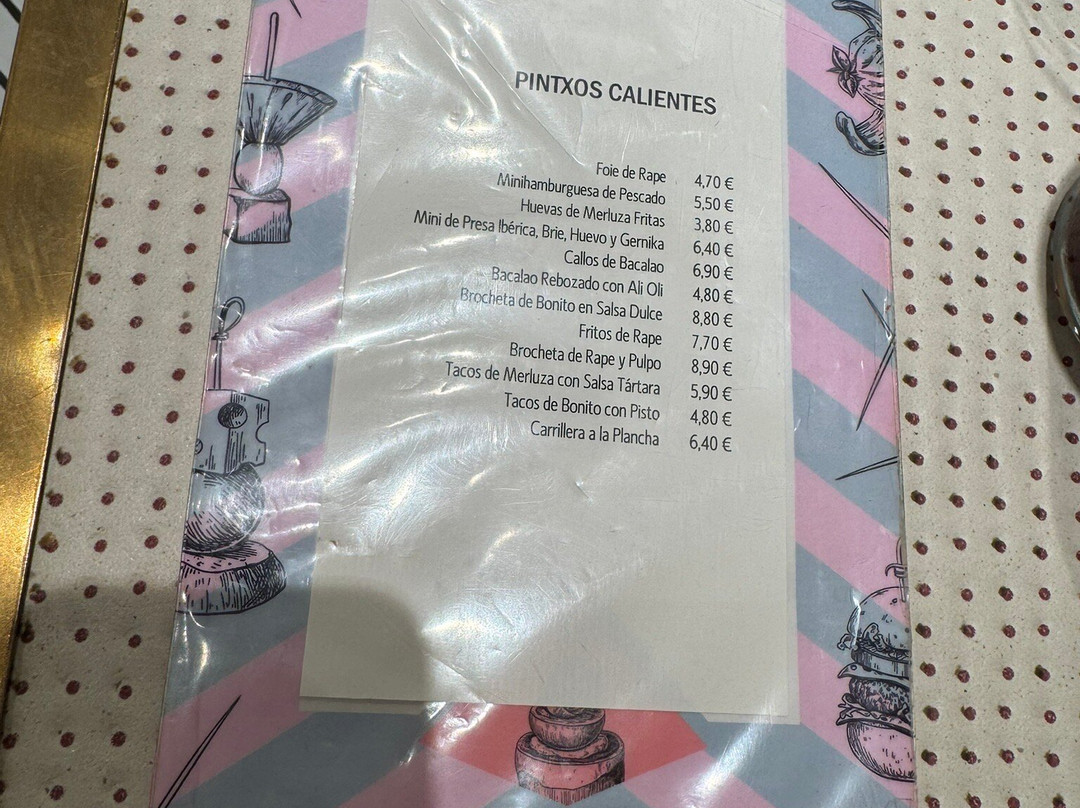 PINTXOS CALIENTES
Foie de Rape 4,70 €
Minihamburguesa de Pescado 5,50 €
Huevas de Merluza Fritas 3,80 €
Mini de Presa Ibérica, Brie, Huevo y Gernika 6,40 €
Callos de Bacalao 6,90 €
Bacalao Rebozado con Ali Oli 4,80 €
Brocheta de Bonito en Salsa Dulce 8,80 €
Fritos de Rape 7,70 €
Brocheta de Rape y Pulpo 8,90 €
Tacos de Merluza con Salsa Tártara 5,90 €
Tacos de Bonito con Pisto 4,80 €
Carrillera a la Plancha 6,40 €